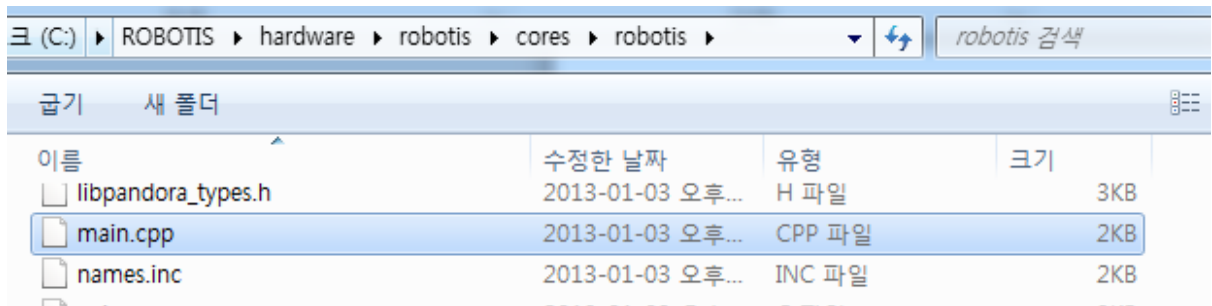 크 (C:) ▸ ROBOTIS ▸ hardware ▸ robotis ▸ cores ▸ robotis ▸ robotis 검색
굽기 새 폴더
이름 수정한 날짜 유형 크기
libpandora_types.h 2013-01-03 오후... H 파일 3KB
main.cpp 2013-01-03 오후... CPP 파일 2KB
names.inc 2013-01-03 오후... INC 파일 2KB